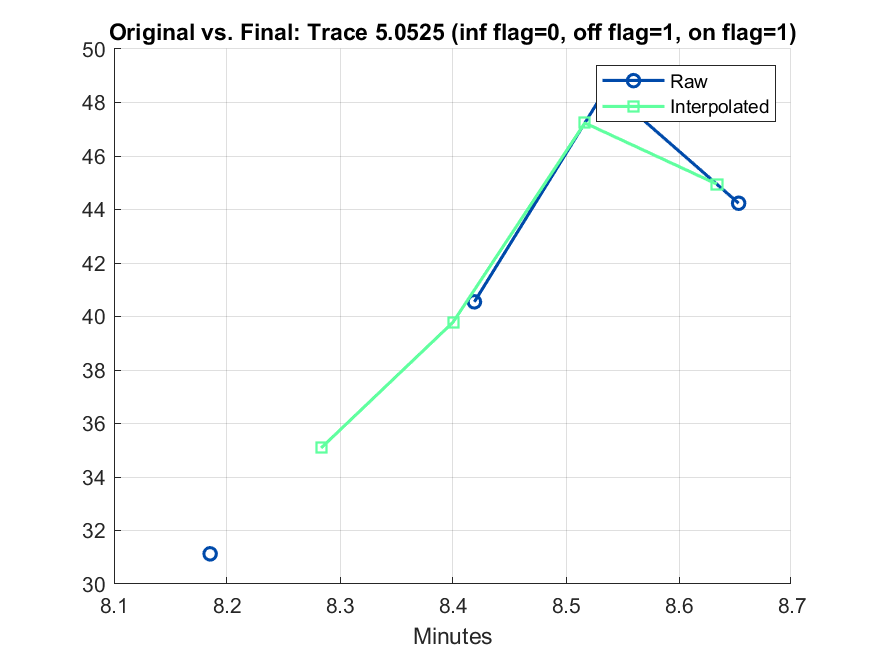 Original vs. Final: Trace 5.0525 (inf flag=0, off flag=1, on flag=1)
50
48
46
44
42
40
38
36
34
32
30
Raw
Interpolated
8.1 8.2 8.3 8.4 8.5 8.6 8.7
Minutes